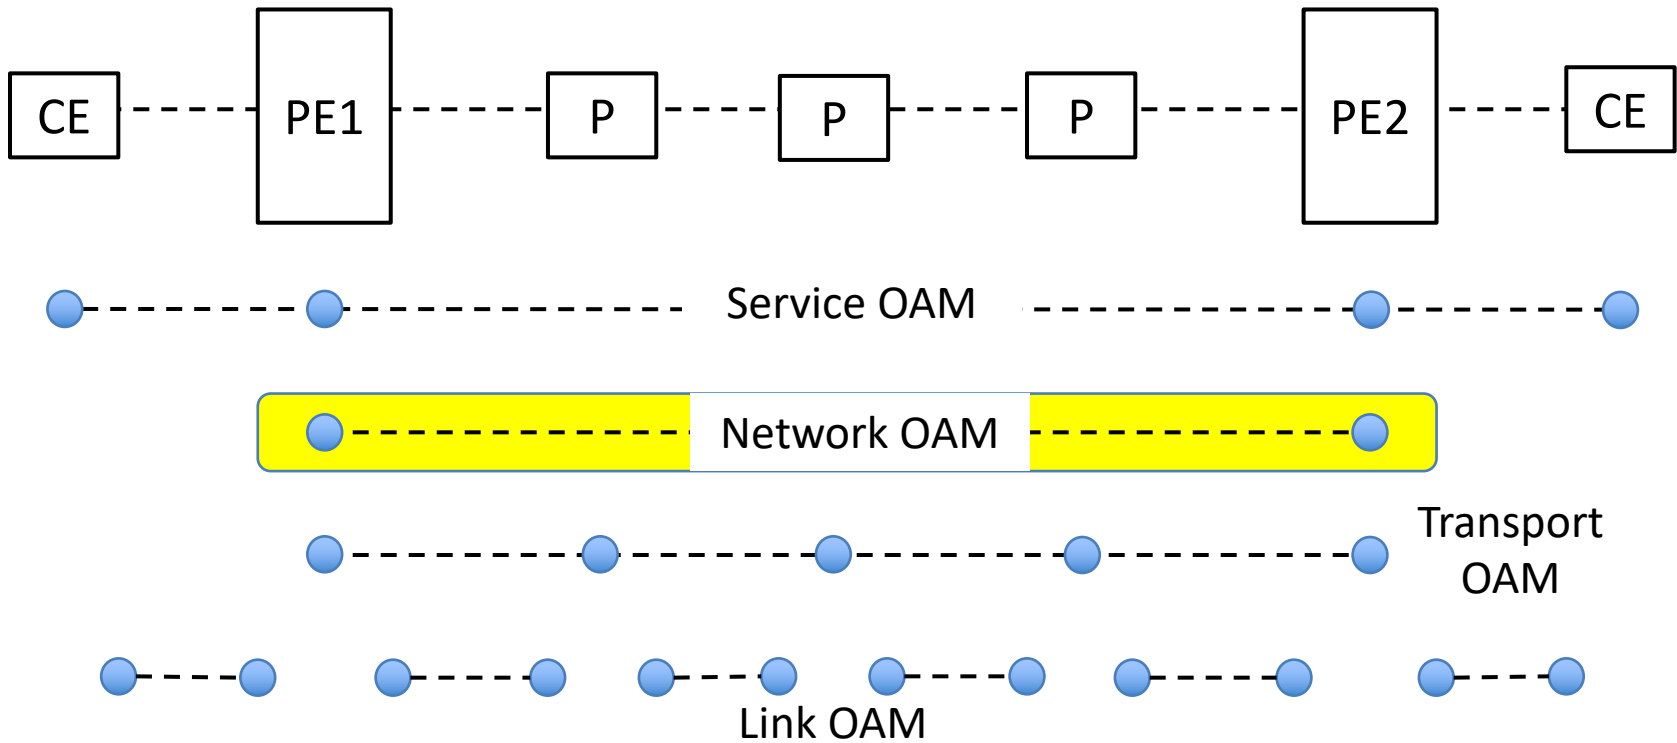 CE
PE1
P
P
P
PE2
CE
Service OAM
Network OAM
Transport
OAM
Link OAM